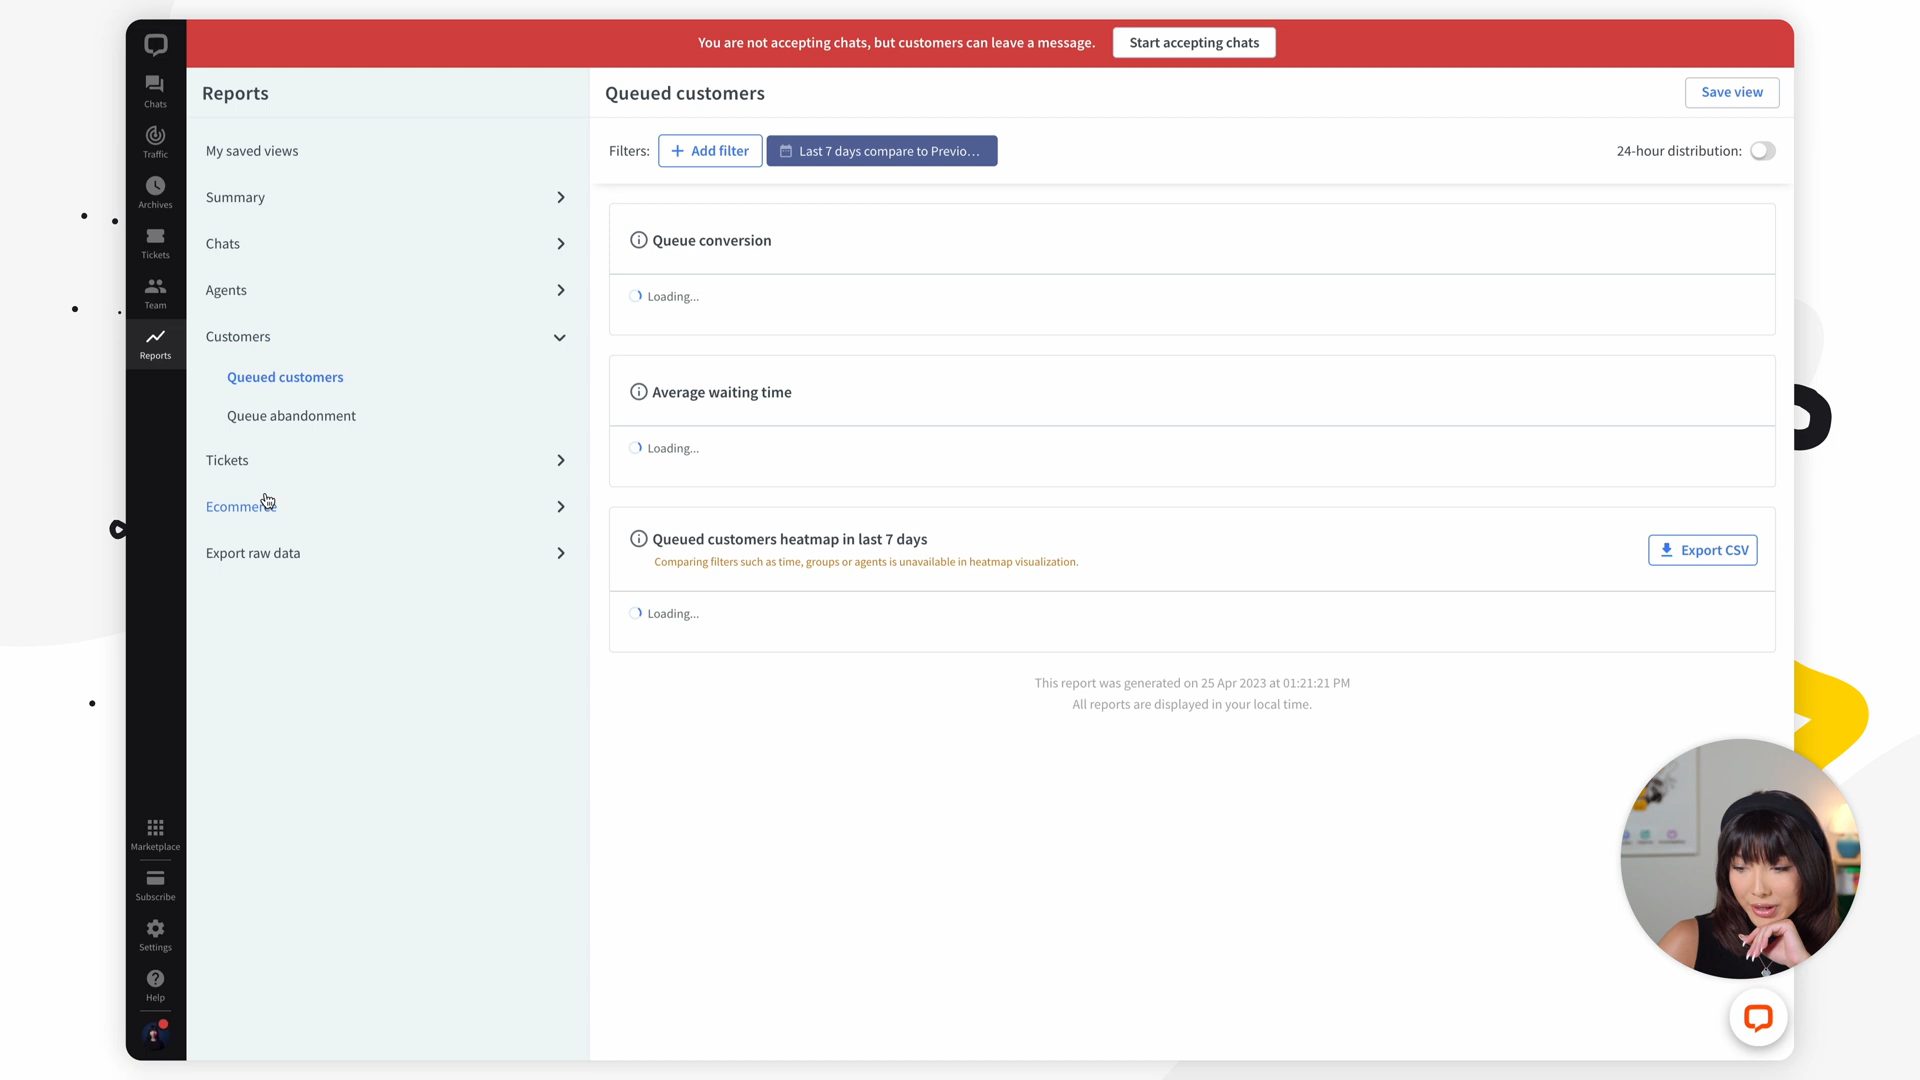 You are not accepting chats, but customers can leave a message.
Start accepting chats
Chats
Traffic
Archives
Tickets
Team
Reports
Marketplace
Subscribe
Settings
Help
Reports
My saved views
Summary
Chats
Agents
Customers
Queued customers
Queue abandonment
Tickets
Ecommerce
Export raw data
Queued customers
Save view
Filters:
Add filter
Last 7 days compare to Previo...
24-hour distribution:
Queue conversion
Loading...
Average waiting time
Loading...
Queued customers heatmap in last 7 days
Comparing filters such as time, groups or agents is unavailable in heatmap visualization.
Export CSV
Loading...
This report was generated on 25 Apr 2023 at 01:21:21 PM
All reports are displayed in your local time.